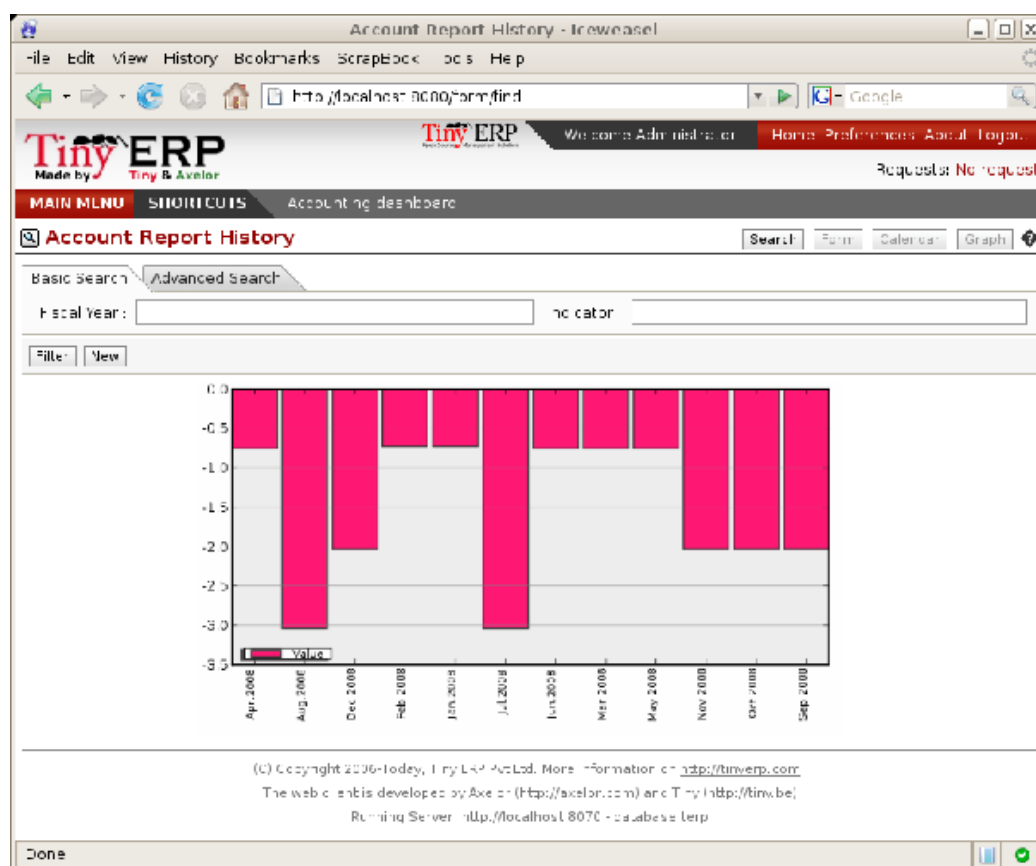 Account Report History - Iceweasel
File Edit View History Bookmarks ScrapBook Tools Help
http://localhost:8080/form/find
Google
Tiny ERP
Made by Tiny & Axelor
Tiny ERP
Welcome Administrator
Home Preferences About Logout
Requests: No request
MAIN MENU SHORTCUTS Accounting dashboard
Account Report History
Search Form Calendar Graph
Basic Search Advanced Search
Fiscal Year : Indicator
Filter New
0.0
-0.5
-1.0
-1.5
-2.0
-2.5
-3.0
-3.5
Value
Apr.2008
Aug.2008
Dec.2008
Feb.2008
Jan.2008
Jul.2008
Jun.2008
Mar.2008
May.2008
Nov.2008
Oct.2008
Sep.2008
(C) Copyright 2006-Today, Tiny ERP Pvt Ltd. More Information on http://tinyerp.com
The web client is developed by Axelor (http://axelor.com) and Tiny (http://tiny.be)
Running Server: http://localhost:8070 - database terp
Done